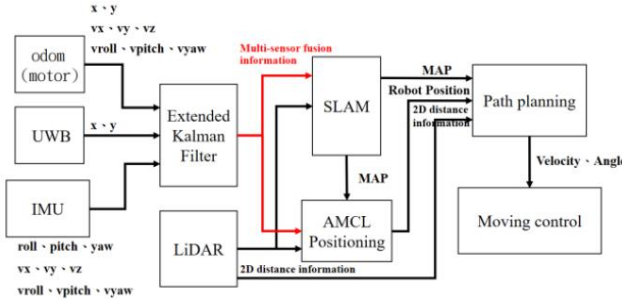 x、y
vx、vy、vz
vroll、vpitch、vyaw
odom
(motor)
Multi-sensor fusion
information
UWB
x、y
Extended
Kalman
Filter
SLAM
MAP
Robot Position
2D distance
information
Path planning
IMU
MAP
Velocity、Angle
roll、pitch、yaw
vx、vy、vz
vroll、vpitch、vyaw
LiDAR
2D distance information
AMCL
Positioning
Moving control